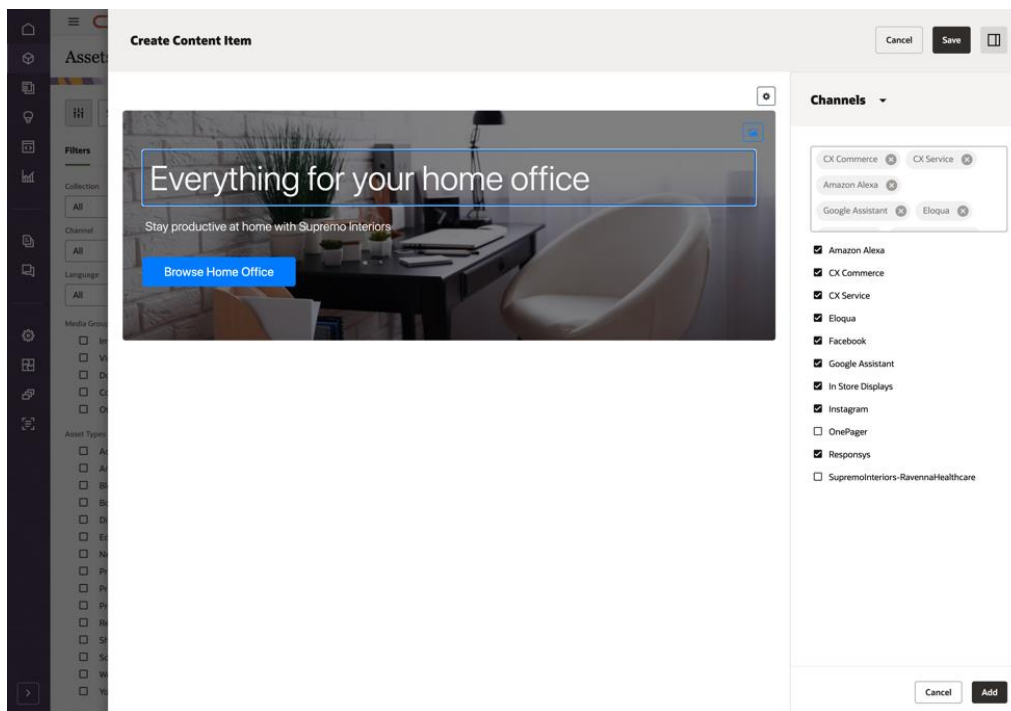 Create Content Item
Cancel
Save
Filters
Collection
All
Channel
All
Language
All
Asset Types
Everything for your home office
Stay productive at home with Supremo Interiors
Browse Home Office
Channels
CX Commerce
CX Service
Amazon Alexa
Google Assistant
Eloqua
Amazon Alexa
CX Commerce
CX Service
Eloqua
Facebook
Google Assistant
In Store Displays
Instagram
OnePager
Responsys
SupremoInteriors-RavennaHealthcare
Cancel
Add